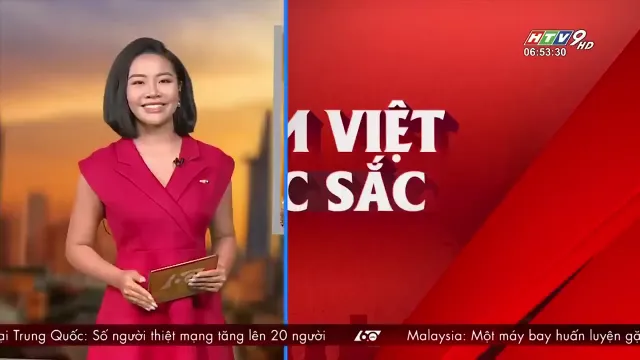 HTV9 HD
06:53:30
M VIỆT
C SẮC
ại Trung Quốc: Số người thiệt mạng tăng lên 20 người 60 Malaysia: Một máy bay huấn luyện gặ